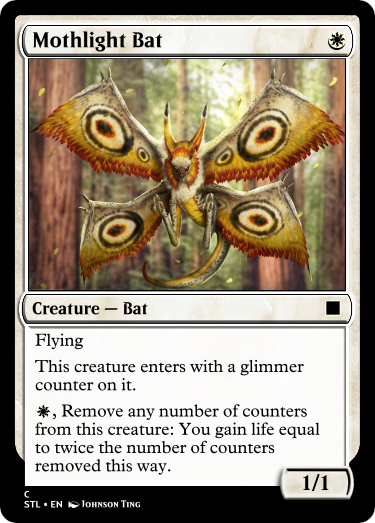 Mothlight Bat
Creature — Bat
Flying
This creature enters with a glimmer
counter on it.
, Remove any number of counters
from this creature: You gain life equal
to twice the number of counters
removed this way.
1/1
C
STL • EN Johnson Ting